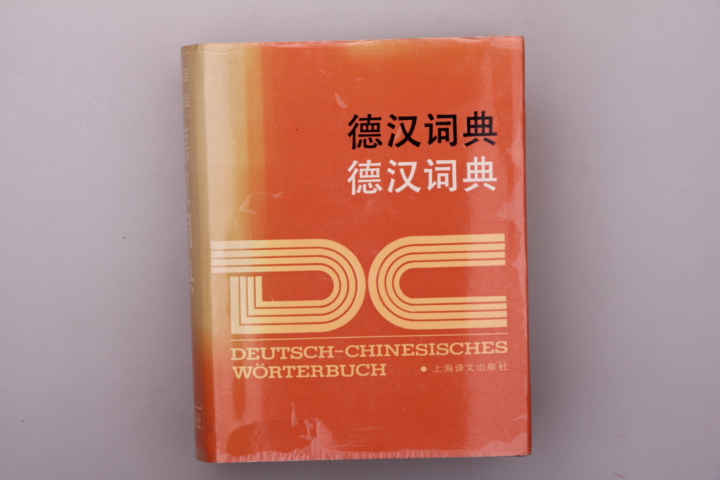 德汉词典
德汉词典
DC
DEUTSCH-CHINESISCHES
WÖRTERBUCH
• 上海译文出版社